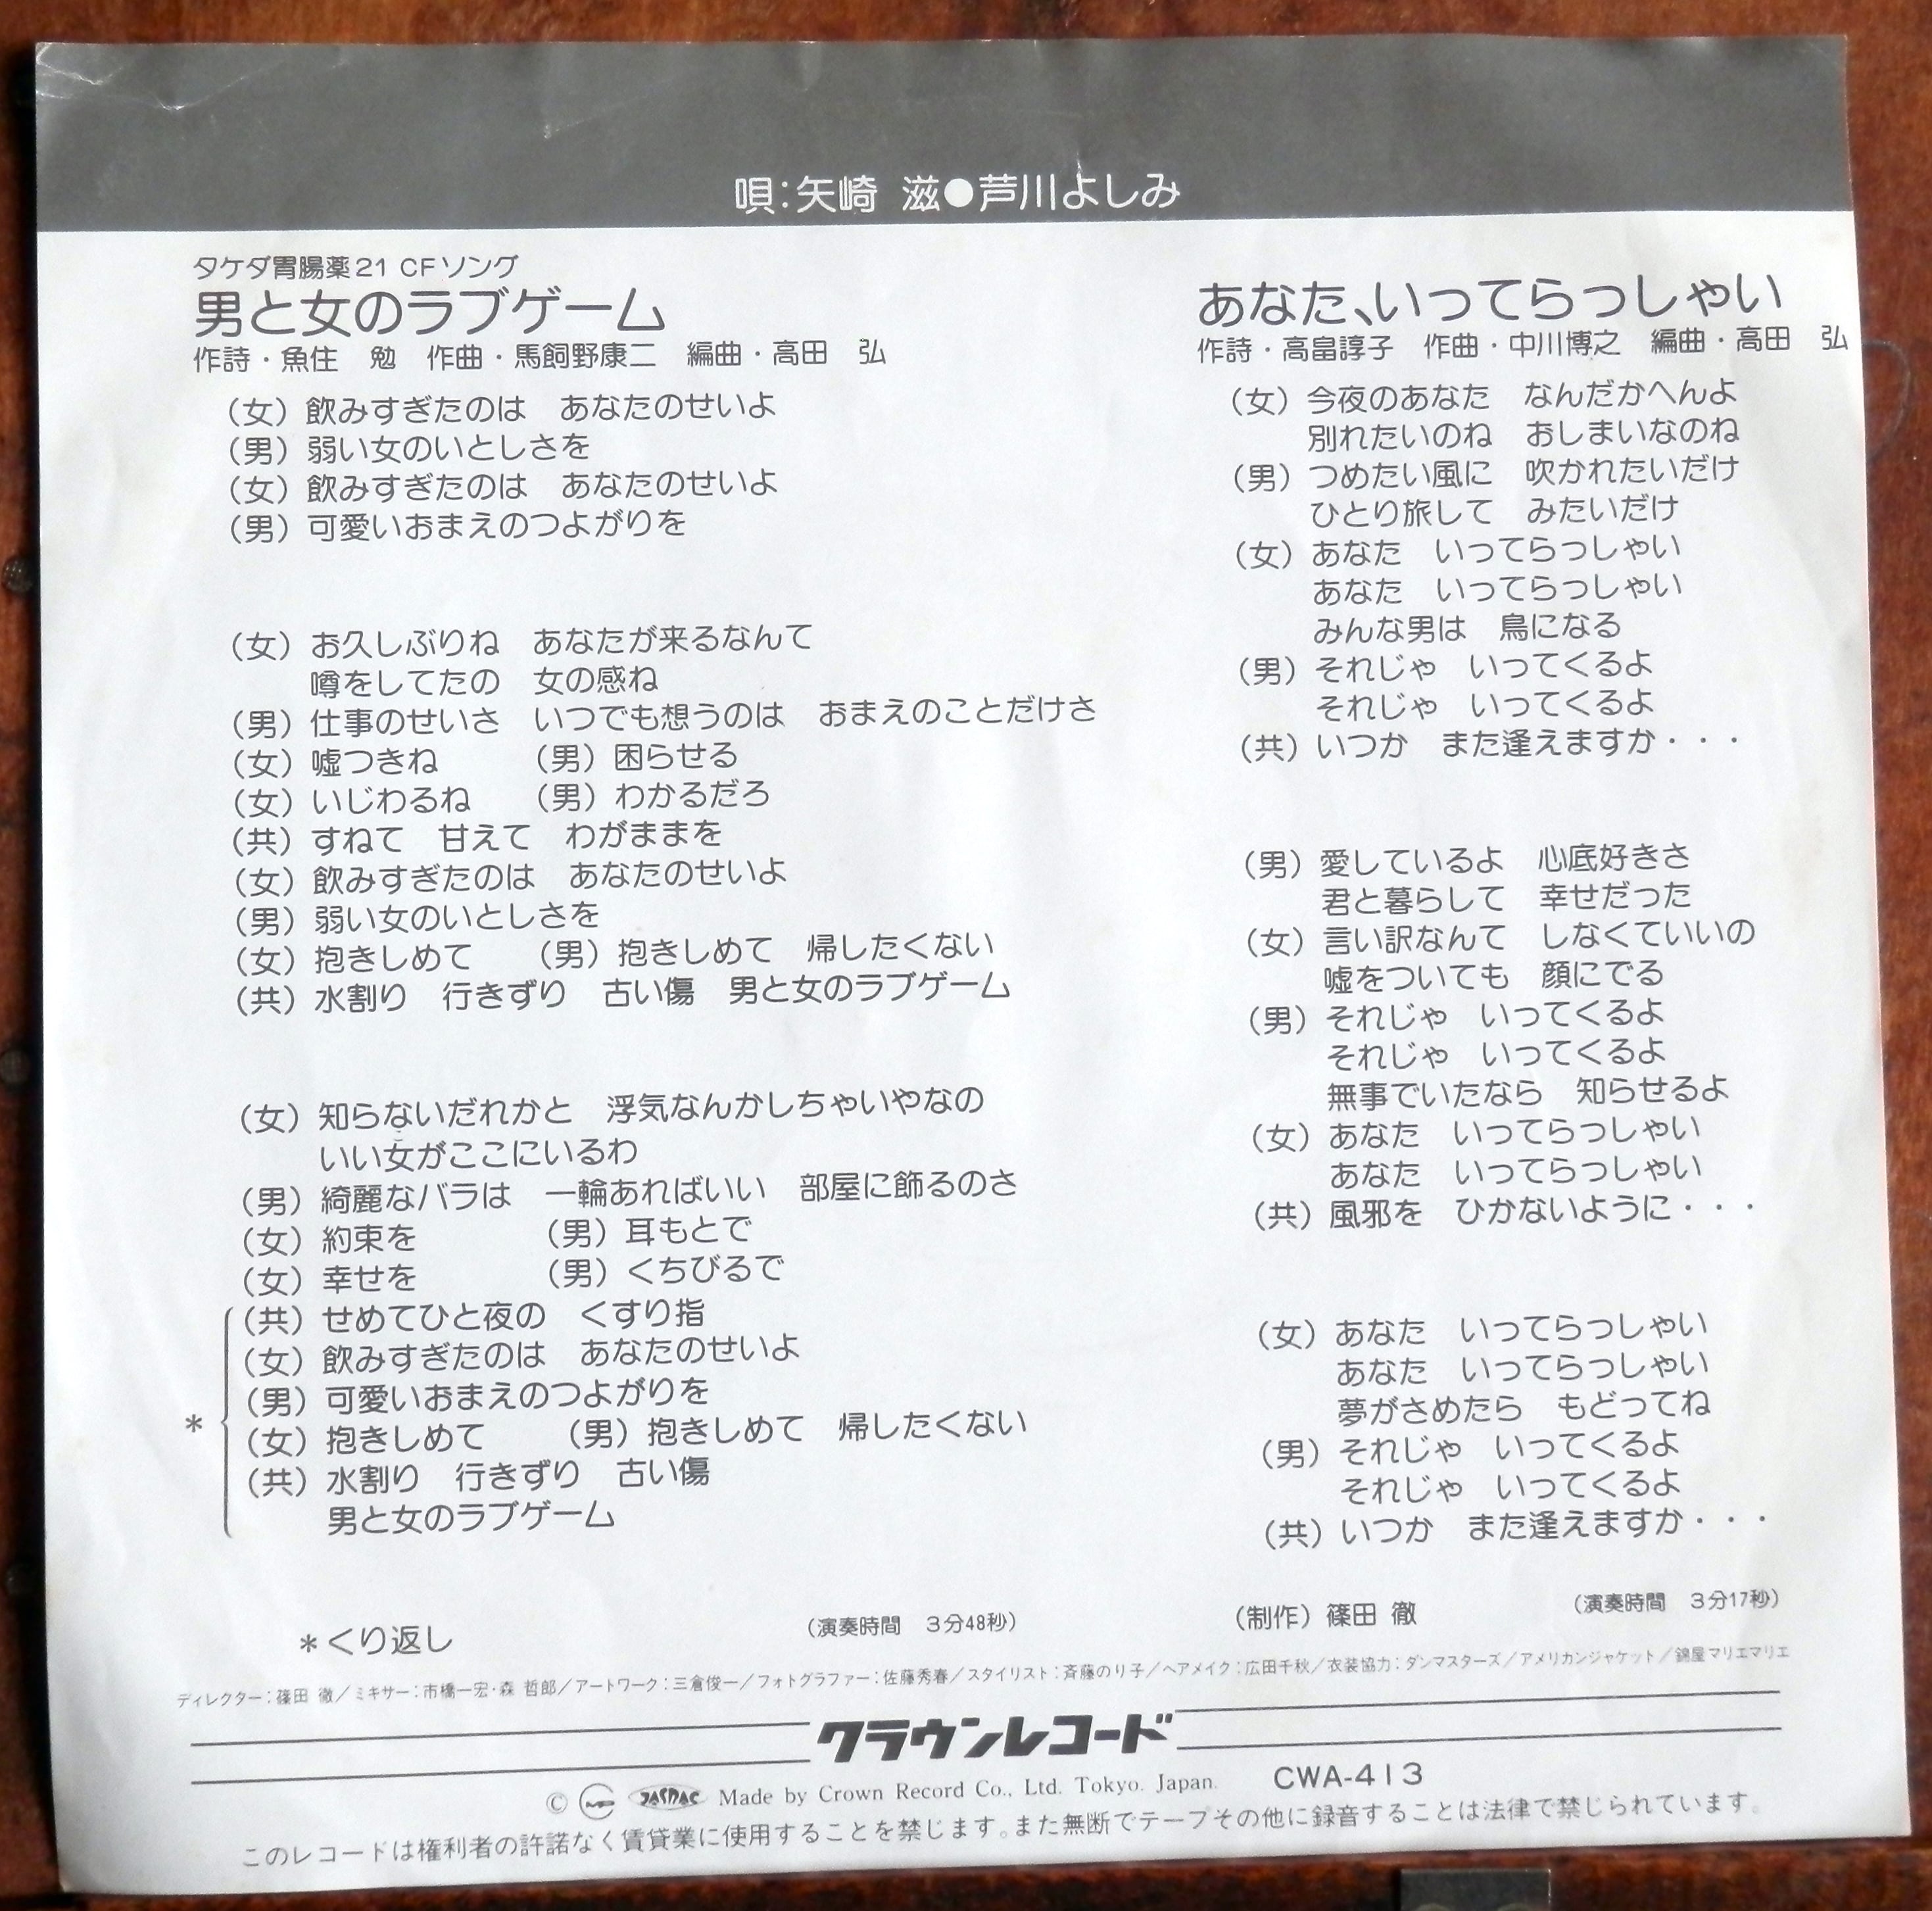 唄:矢崎 滋●芦川よしみ
タケダ胃腸薬21 CFソング
男と女のラブゲーム
作詩・魚住 勉 作曲・馬飼野康二 編曲・高田 弘
(女)飲みすぎたのは あなたのせいよ
(男)弱い女のいとしさを
(女)飲みすぎたのは あなたのせいよ
(男)可愛いおまえのつよがりを
(女)お久しぶりね あなたが来るなんて
噂をしてたの 女の感ね
(男)仕事のせいさ いつでも想うのは おまえのことだけさ
(女)嘘つきね (男)困らせる
(女)いじわるね (男)わかるだろ
(共)すねて 甘えて わがままを
(女)飲みすぎたのは あなたのせいよ
(男)弱い女のいとしさを
(女)抱きしめて (男)抱きしめて 帰したくない
(共)水割り 行きずり 古い傷 男と女のラブゲーム
(女)知らないだれかと 浮気なんかしちゃいやなの
いい女がここにいるわ
(男)綺麗なバラは 一輪あればいい 部屋に飾るのさ
(女)約束を (男)耳もとで
(女)幸せを (男)くちびるで
(共)せめてひと夜の くすり指
(女)飲みすぎたのは あなたのせいよ
(男)可愛いおまえのつよがりを
*
(女)抱きしめて (男)抱きしめて 帰したくない
(共)水割り 行きずり 古い傷
男と女のラブゲーム
*くり返し
(演奏時間 3分48秒)
あなた、いってらっしゃい
作詩・高畠諄子 作曲・中川博之 編曲・高田 弘
(女)今夜のあなた なんだかへんよ
別れたいのね おしまいなのね
(男)つめたい風に 吹かれたいだけ
ひとり旅して みたいだけ
(女)あなた いってらっしゃい
あなた いってらっしゃい
みんな男は 鳥になる
(男)それじゃ いってくるよ
それじゃ いってくるよ
(共)いつか また逢えますか・・・
(男)愛しているよ 心底好きさ
君と暮らして 幸せだった
(女)言い訳なんて しなくていいの
嘘をついても 顔にでる
(男)それじゃ いってくるよ
それじゃ いってくるよ
無事でいたなら 知らせるよ
(女)あなた いってらっしゃい
あなた いってらっしゃい
(共)風邪を ひかないように・・・
(女)あなた いってらっしゃい
あなた いってらっしゃい
夢がさめたら もどってね
(男)それじゃ いってくるよ
それじゃ いってくるよ
(共)いつか また逢えますか・・・
(制作)篠田 徹
(演奏時間 3分17秒)
ディレクター:篠田 徹/ミキサー:市橋一宏・森 哲郎/アートワーク:三倉俊一/フォトグラファー:佐藤秀春/スタイリスト:斉藤のり子/ヘアメイク:広田千秋/衣装協力:ダンマスターズ/アメリカンジャケット/錦屋マリエマリエ
クラウンレコード
© JASRAC Made by Crown Record Co., Ltd. Tokyo. Japan. CWA-413
このレコードは権利者の許諾なく賃貸業に使用することを禁じます。また無断でテープその他に録音することは法律で禁じられています。